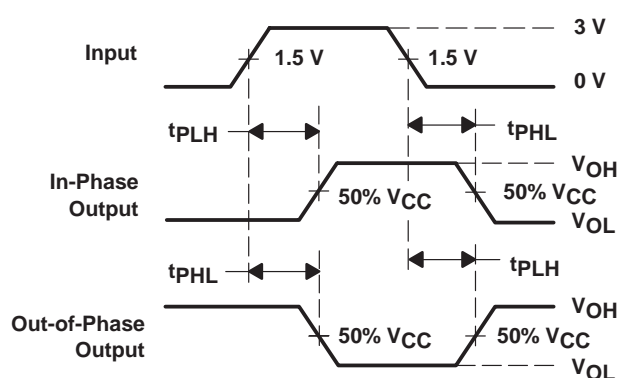 3 V
Input
1.5 V
1.5 V
0 V
tPLH
tPHL
In-Phase
Output
VOH
50% VCC
50% VCC
VOL
tPHL
tPLH
Out-of-Phase
Output
VOH
50% VCC
50% VCC
VOL